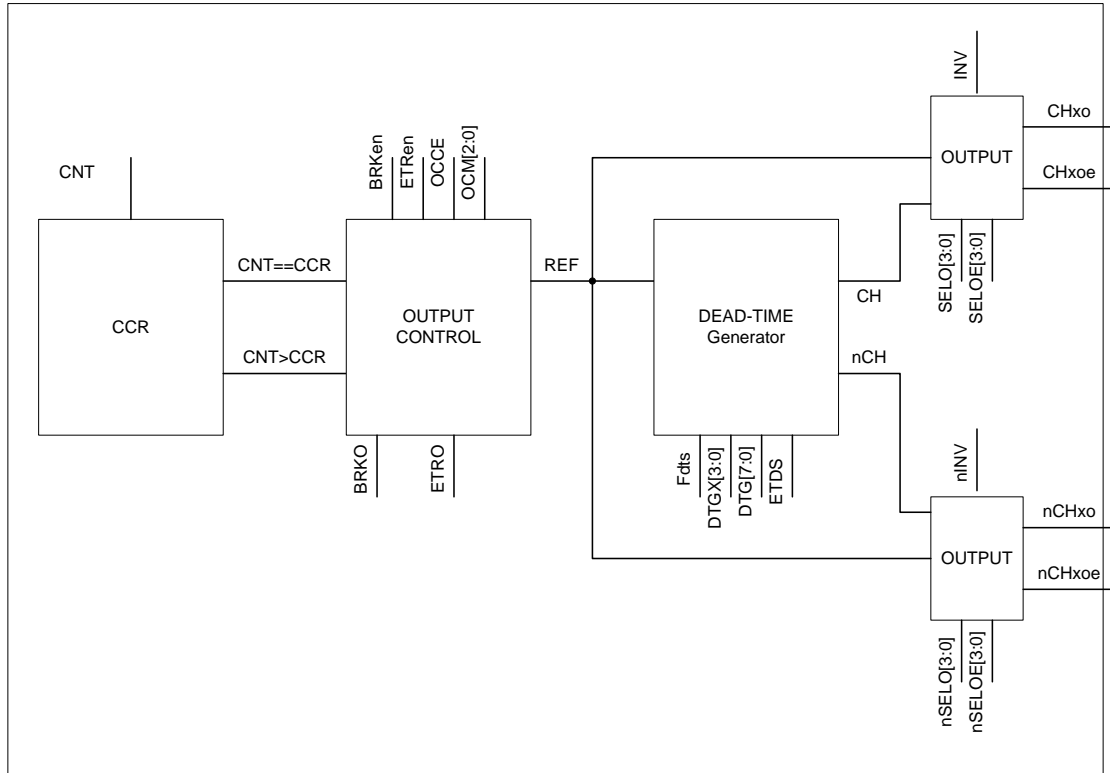 INV
CHxo
OUTPUT
CHxoe
CNT
BRKen
ETRen
OCCE
OCM[2:0]
SELO[3:0]
SELOE[3:0]
CNT==CCR
REF
CH
CCR
OUTPUT
CONTROL
DEAD-TIME
Generator
CNT>CCR
nCH
BRKO
ETRO
Fdts
DTGX[3:0]
DTG[7:0]
ETDS
nINV
nCHxo
OUTPUT
nCHxoe
nSELO[3:0]
nSELOE[3:0]